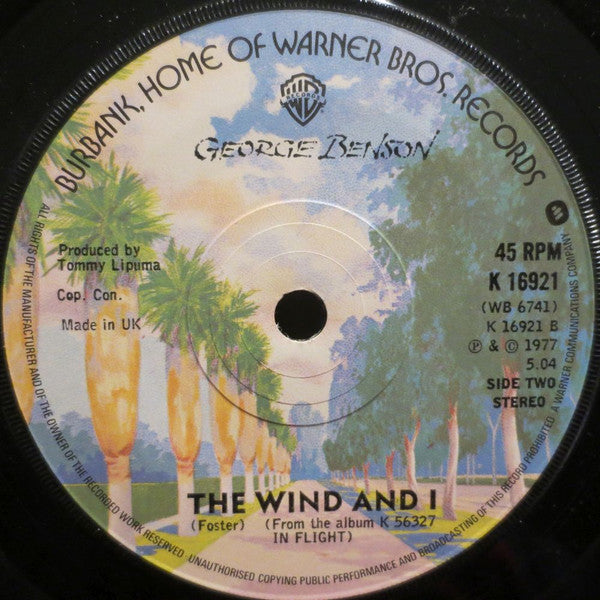 BURBANK, HOME OF WARNER BROS. RECORDS
WB
RECORDS
GEORGE BENSON
Produced by
Tommy Lipuma
Cop. Con.
Made in UK
45 RPM
K 16921
(WB 6741)
K 16921 B
Ⓟ & © 1977
5.04
SIDE TWO
STEREO
THE WIND AND I
(Foster) (From the album K 56327
IN FLIGHT)
ALL RIGHTS OF THE MANUFACTURER AND OF THE OWNER OF THE RECORDED WORK RESERVED · UNAUTHORISED COPYING PUBLIC PERFORMANCE AND BROADCASTING OF THIS RECORD PROHIBITED A WARNER COMMUNICATIONS COMPANY